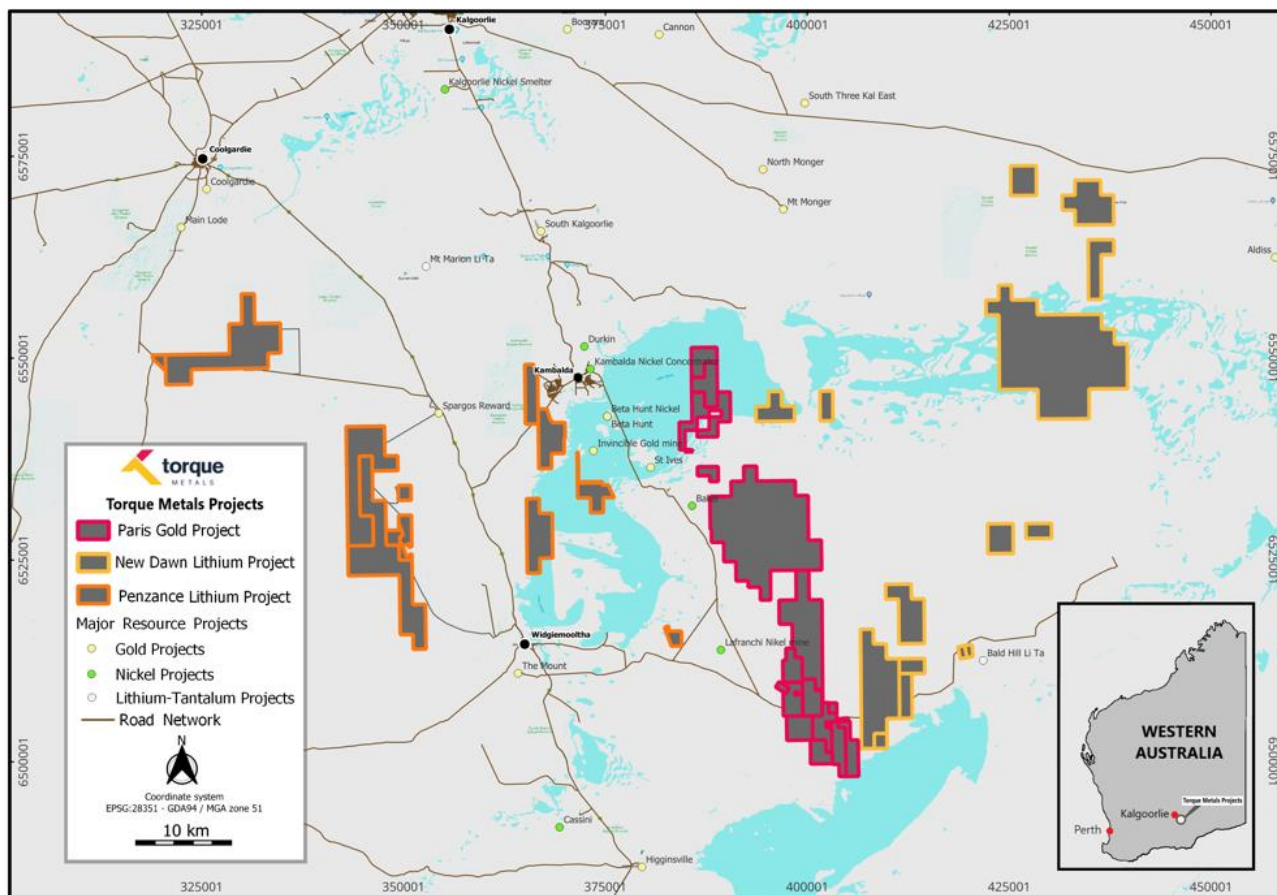 325001 350001 375001 400001 425001 450001
Kalgoorlie
Cannon
Kalgoorlie Nickel Smelter
South Three Kal East
6575001
6575001
Coolgardie
Coolgardie
North Monger
Mt Monger
Main Lode
South Kalgoorlie
Mt Marion Li Ta
Aldiss
6550001
6550001
Durkin
Kambalda Nickel Concentrator
Kambalda
Spargos Reward
Beta Hunt Nickel
Beta Hunt
Invincible Gold mine
St Ives
6525001
6525001
Widgiemooltha
The Mount
Lafranchi Nikel mine
Bald Hill Li Ta
6500001
6500001
Cassini
Higginsville
torque
METALS
Torque Metals Projects
Paris Gold Project
New Dawn Lithium Project
Penzance Lithium Project
Major Resource Projects
Gold Projects
Nickel Projects
Lithium-Tantalum Projects
Road Network
N
Coordinate system
EPSG:28351 - GDA94 / MGA zone 51
10 km
WESTERN
AUSTRALIA
Torque Metals Projects
Kalgoorlie
Perth
325001 350001 375001 400001 425001 450001